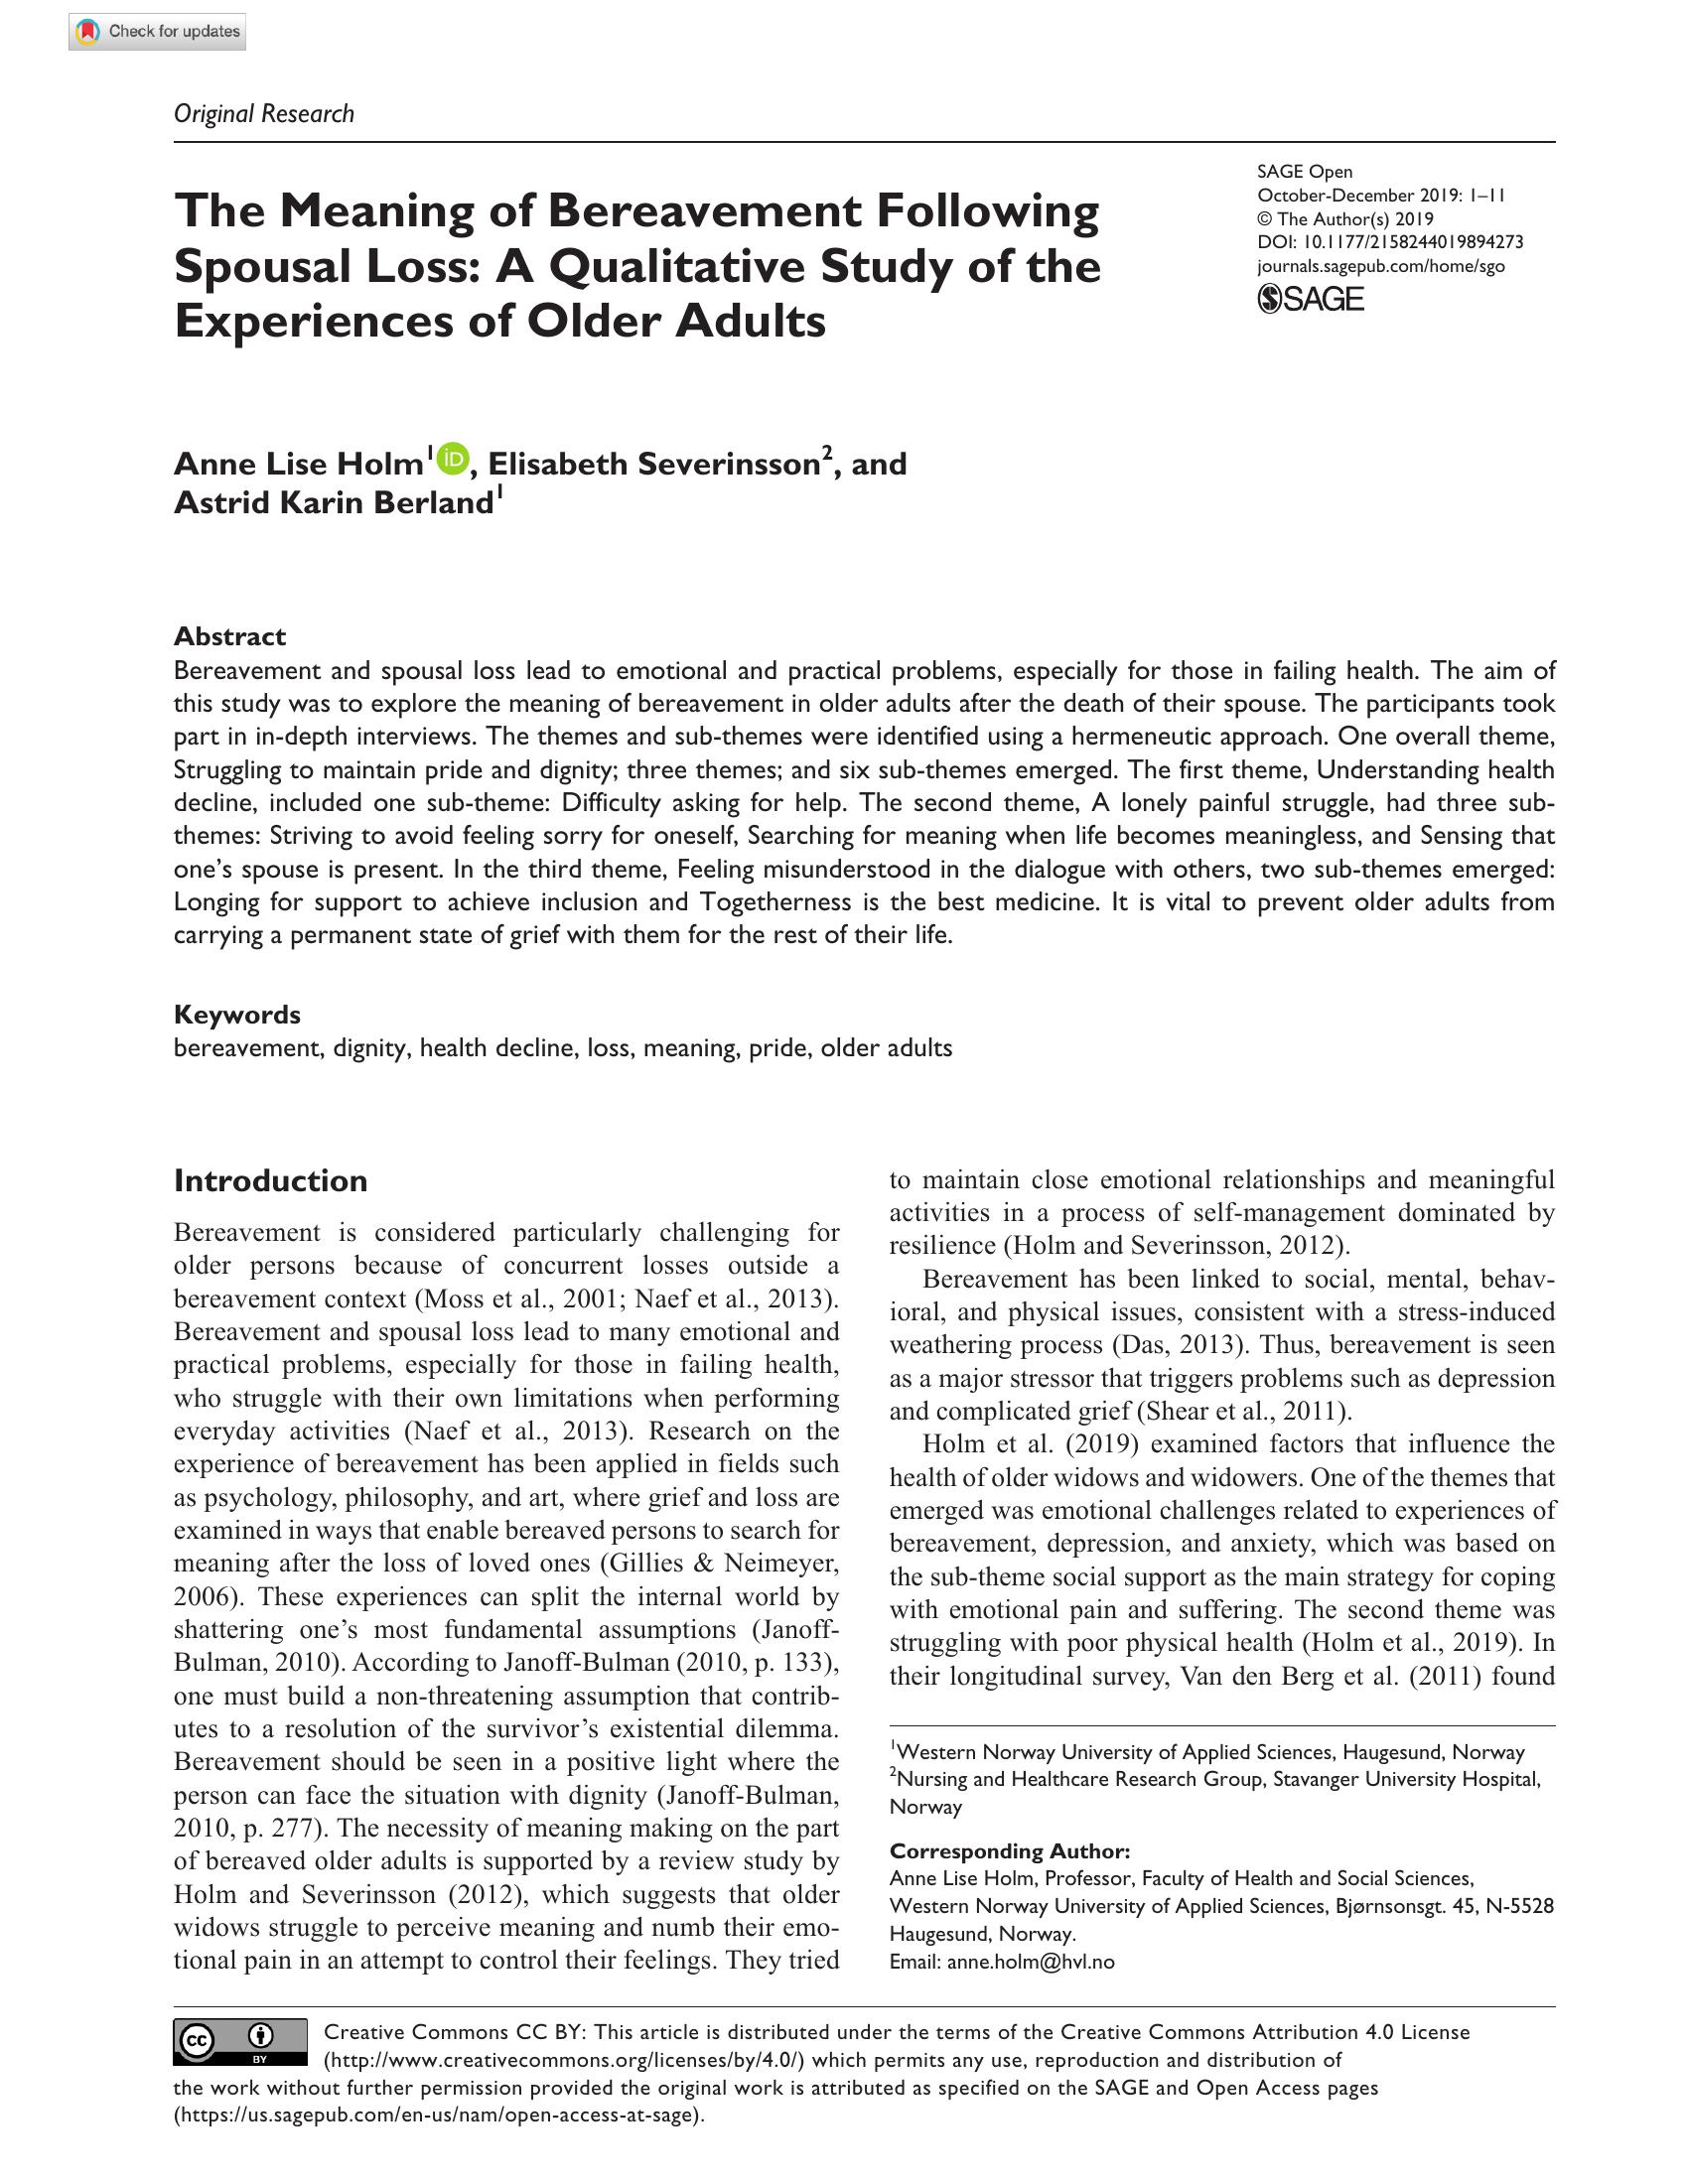 Check for updates
Original Research
SAGE Open
October-December 2019: 1–11
© The Author(s) 2019
DOI: 10.1177/2158244019894273
journals.sagepub.com/home/sgo
SAGE
The Meaning of Bereavement Following
Spousal Loss: A Qualitative Study of the
Experiences of Older Adults
Anne Lise Holm1 iD, Elisabeth Severinsson2, and
Astrid Karin Berland1
Abstract
Bereavement and spousal loss lead to emotional and practical problems, especially for those in failing health. The aim of
this study was to explore the meaning of bereavement in older adults after the death of their spouse. The participants took
part in in-depth interviews. The themes and sub-themes were identified using a hermeneutic approach. One overall theme,
Struggling to maintain pride and dignity; three themes; and six sub-themes emerged. The first theme, Understanding health
decline, included one sub-theme: Difficulty asking for help. The second theme, A lonely painful struggle, had three sub-
themes: Striving to avoid feeling sorry for oneself, Searching for meaning when life becomes meaningless, and Sensing that
one’s spouse is present. In the third theme, Feeling misunderstood in the dialogue with others, two sub-themes emerged:
Longing for support to achieve inclusion and Togetherness is the best medicine. It is vital to prevent older adults from
carrying a permanent state of grief with them for the rest of their life.
Keywords
bereavement, dignity, health decline, loss, meaning, pride, older adults
Introduction
Bereavement is considered particularly challenging for
older persons because of concurrent losses outside a
bereavement context (Moss et al., 2001; Naef et al., 2013).
Bereavement and spousal loss lead to many emotional and
practical problems, especially for those in failing health,
who struggle with their own limitations when performing
everyday activities (Naef et al., 2013). Research on the
experience of bereavement has been applied in fields such
as psychology, philosophy, and art, where grief and loss are
examined in ways that enable bereaved persons to search for
meaning after the loss of loved ones (Gillies & Neimeyer,
2006). These experiences can split the internal world by
shattering one’s most fundamental assumptions (Janoff-
Bulman, 2010). According to Janoff-Bulman (2010, p. 133),
one must build a non-threatening assumption that contrib-
utes to a resolution of the survivor’s existential dilemma.
Bereavement should be seen in a positive light where the
person can face the situation with dignity (Janoff-Bulman,
2010, p. 277). The necessity of meaning making on the part
of bereaved older adults is supported by a review study by
Holm and Severinsson (2012), which suggests that older
widows struggle to perceive meaning and numb their emo-
tional pain in an attempt to control their feelings. They tried
to maintain close emotional relationships and meaningful
activities in a process of self-management dominated by
resilience (Holm and Severinsson, 2012).
Bereavement has been linked to social, mental, behav-
ioral, and physical issues, consistent with a stress-induced
weathering process (Das, 2013). Thus, bereavement is seen
as a major stressor that triggers problems such as depression
and complicated grief (Shear et al., 2011).
Holm et al. (2019) examined factors that influence the
health of older widows and widowers. One of the themes that
emerged was emotional challenges related to experiences of
bereavement, depression, and anxiety, which was based on
the sub-theme social support as the main strategy for coping
with emotional pain and suffering. The second theme was
struggling with poor physical health (Holm et al., 2019). In
their longitudinal survey, Van den Berg et al. (2011) found
1Western Norway University of Applied Sciences, Haugesund, Norway
2Nursing and Healthcare Research Group, Stavanger University Hospital,
Norway
Corresponding Author:
Anne Lise Holm, Professor, Faculty of Health and Social Sciences,
Western Norway University of Applied Sciences, Bjørnsonsgt. 45, N-5528
Haugesund, Norway.
Email: anne.holm@hvl.no
cc BY
Creative Commons CC BY: This article is distributed under the terms of the Creative Commons Attribution 4.0 License
(http://www.creativecommons.org/licenses/by/4.0/) which permits any use, reproduction and distribution of
the work without further permission provided the original work is attributed as specified on the SAGE and Open Access pages
(https://us.sagepub.com/en-us/nam/open-access-at-sage).